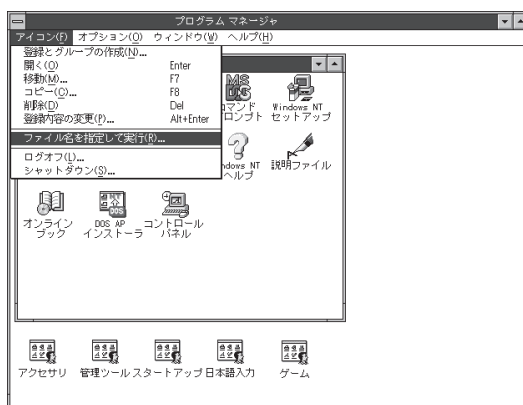 プログラム マネージャ
アイコン(F) オプション(O) ウィンドウ(W) ヘルプ(H)
登録とグループの作成(N)...
開く(O) Enter
移動(M)... F7
コピー(C)... F8
削除(D) Del
登録内容の変更(P)... Alt+Enter
ファイル名を指定して実行(R)...
ログオフ(L)...
シャットダウン(S)...
MS
DOS
マンド
ロンプト
Windows NT
セットアップ
ndows NT
ヘルプ
説明ファイル
オンライン
ブック
NT
DOS
DOS AP
インストーラ
コントロール
パネル
アクセサリ
管理ツール
スタートアップ
日本語入力
ゲーム